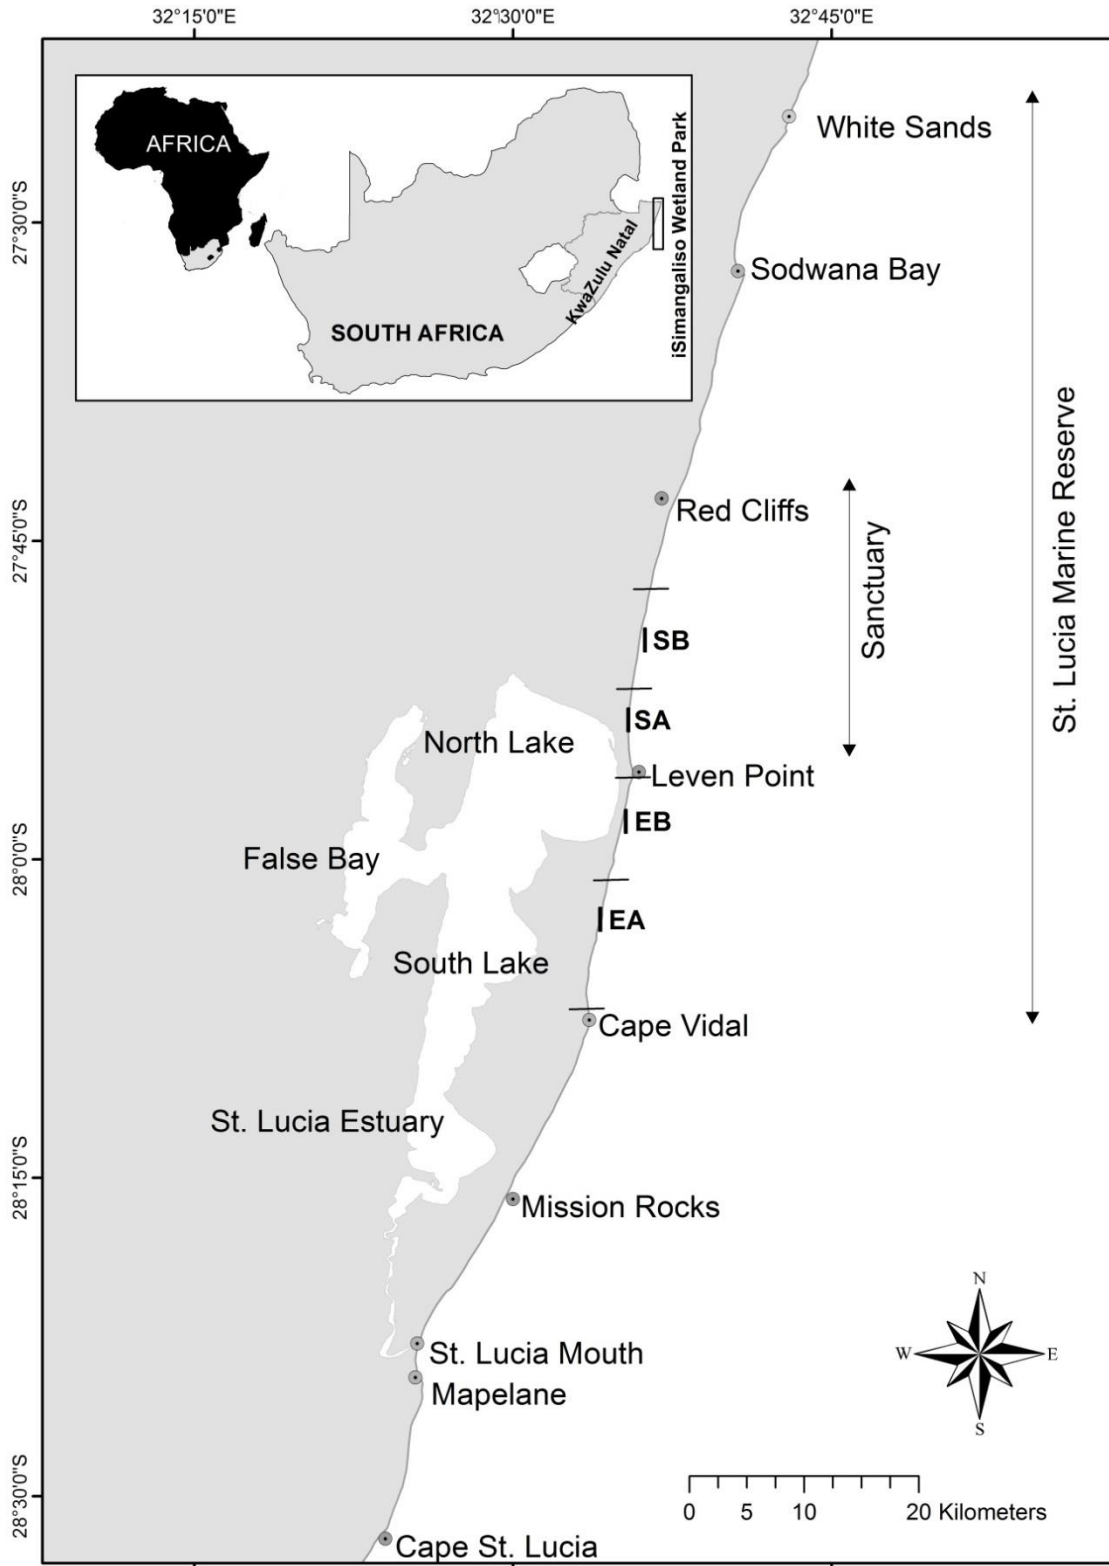 32°15'0"E
32°30'0"E
32°45'0"E
AFRICA
SOUTH AFRICA
KwaZulu Natal
iSimangaliso Wetland Park
White Sands
27°30'0"S
Sodwana Bay
Red Cliffs
27°45'0"S
Sanctuary
St. Lucia Marine Reserve
SB
SA
North Lake
Leven Point
EB
False Bay
28°0'0"S
EA
South Lake
Cape Vidal
St. Lucia Estuary
28°15'0"S
Mission Rocks
N
W
E
S
St. Lucia Mouth
Mapelane
28°30'0"S
0 5 10 20 Kilometers
Cape St. Lucia